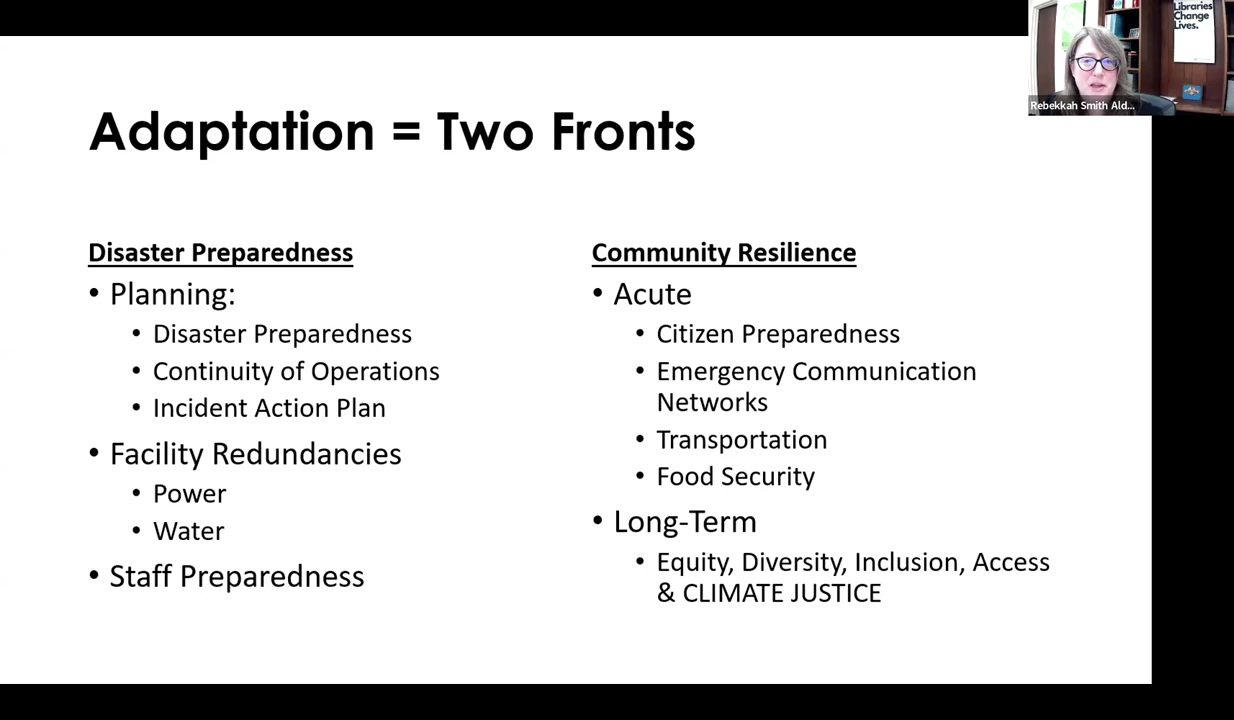 Adaptation = Two Fronts
Disaster Preparedness
• Planning:
• Disaster Preparedness
• Continuity of Operations
• Incident Action Plan
• Facility Redundancies
• Power
• Water
• Staff Preparedness
Community Resilience
• Acute
• Citizen Preparedness
• Emergency Communication
Networks
• Transportation
• Food Security
• Long-Term
• Equity, Diversity, Inclusion, Access
& CLIMATE JUSTICE
Libraries
Change
Lives.
Rebekkah Smith Ald...